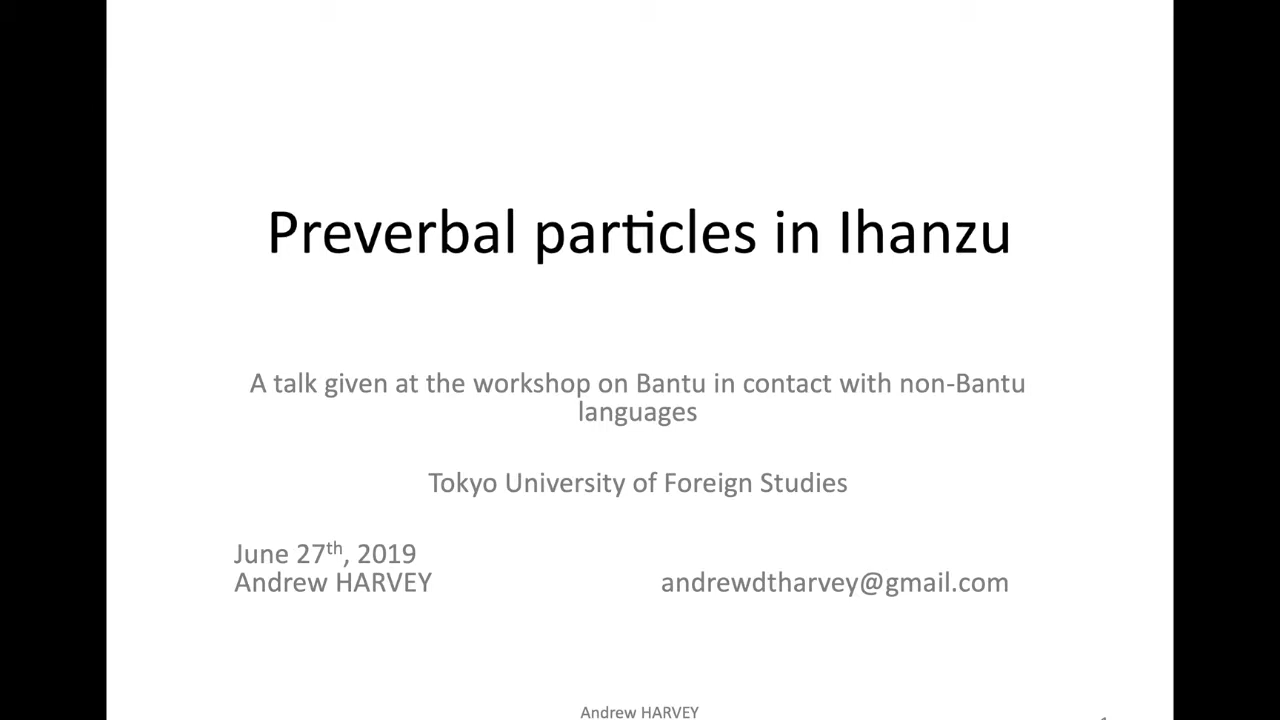 Preverbal particles in Ihanzu
A talk given at the workshop on Bantu in contact with non-Bantu
languages
Tokyo University of Foreign Studies
June 27th, 2019
Andrew HARVEY andrewdtharvey@gmail.com
Andrew HARVEY